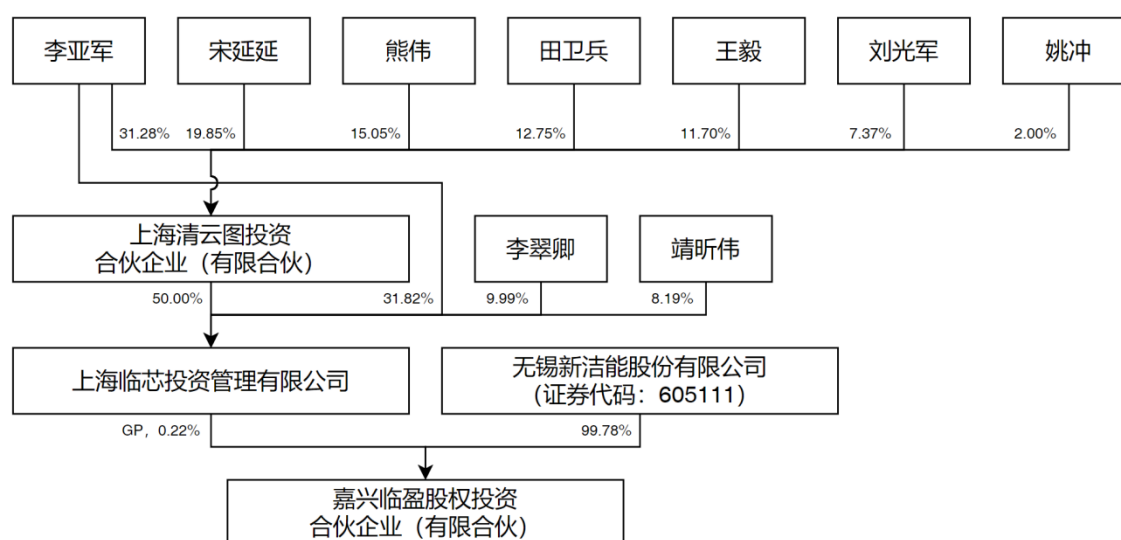 李亚军
宋延延
熊伟
田卫兵
王毅
刘光军
姚冲
31.28%
19.85%
15.05%
12.75%
11.70%
7.37%
2.00%
上海清云图投资
合伙企业（有限合伙）
李翠卿
靖昕伟
50.00%
31.82%
9.99%
8.19%
上海临芯投资管理有限公司
无锡新洁能股份有限公司
（证券代码：605111）
GP，0.22%
99.78%
嘉兴临盈股权投资
合伙企业（有限合伙）